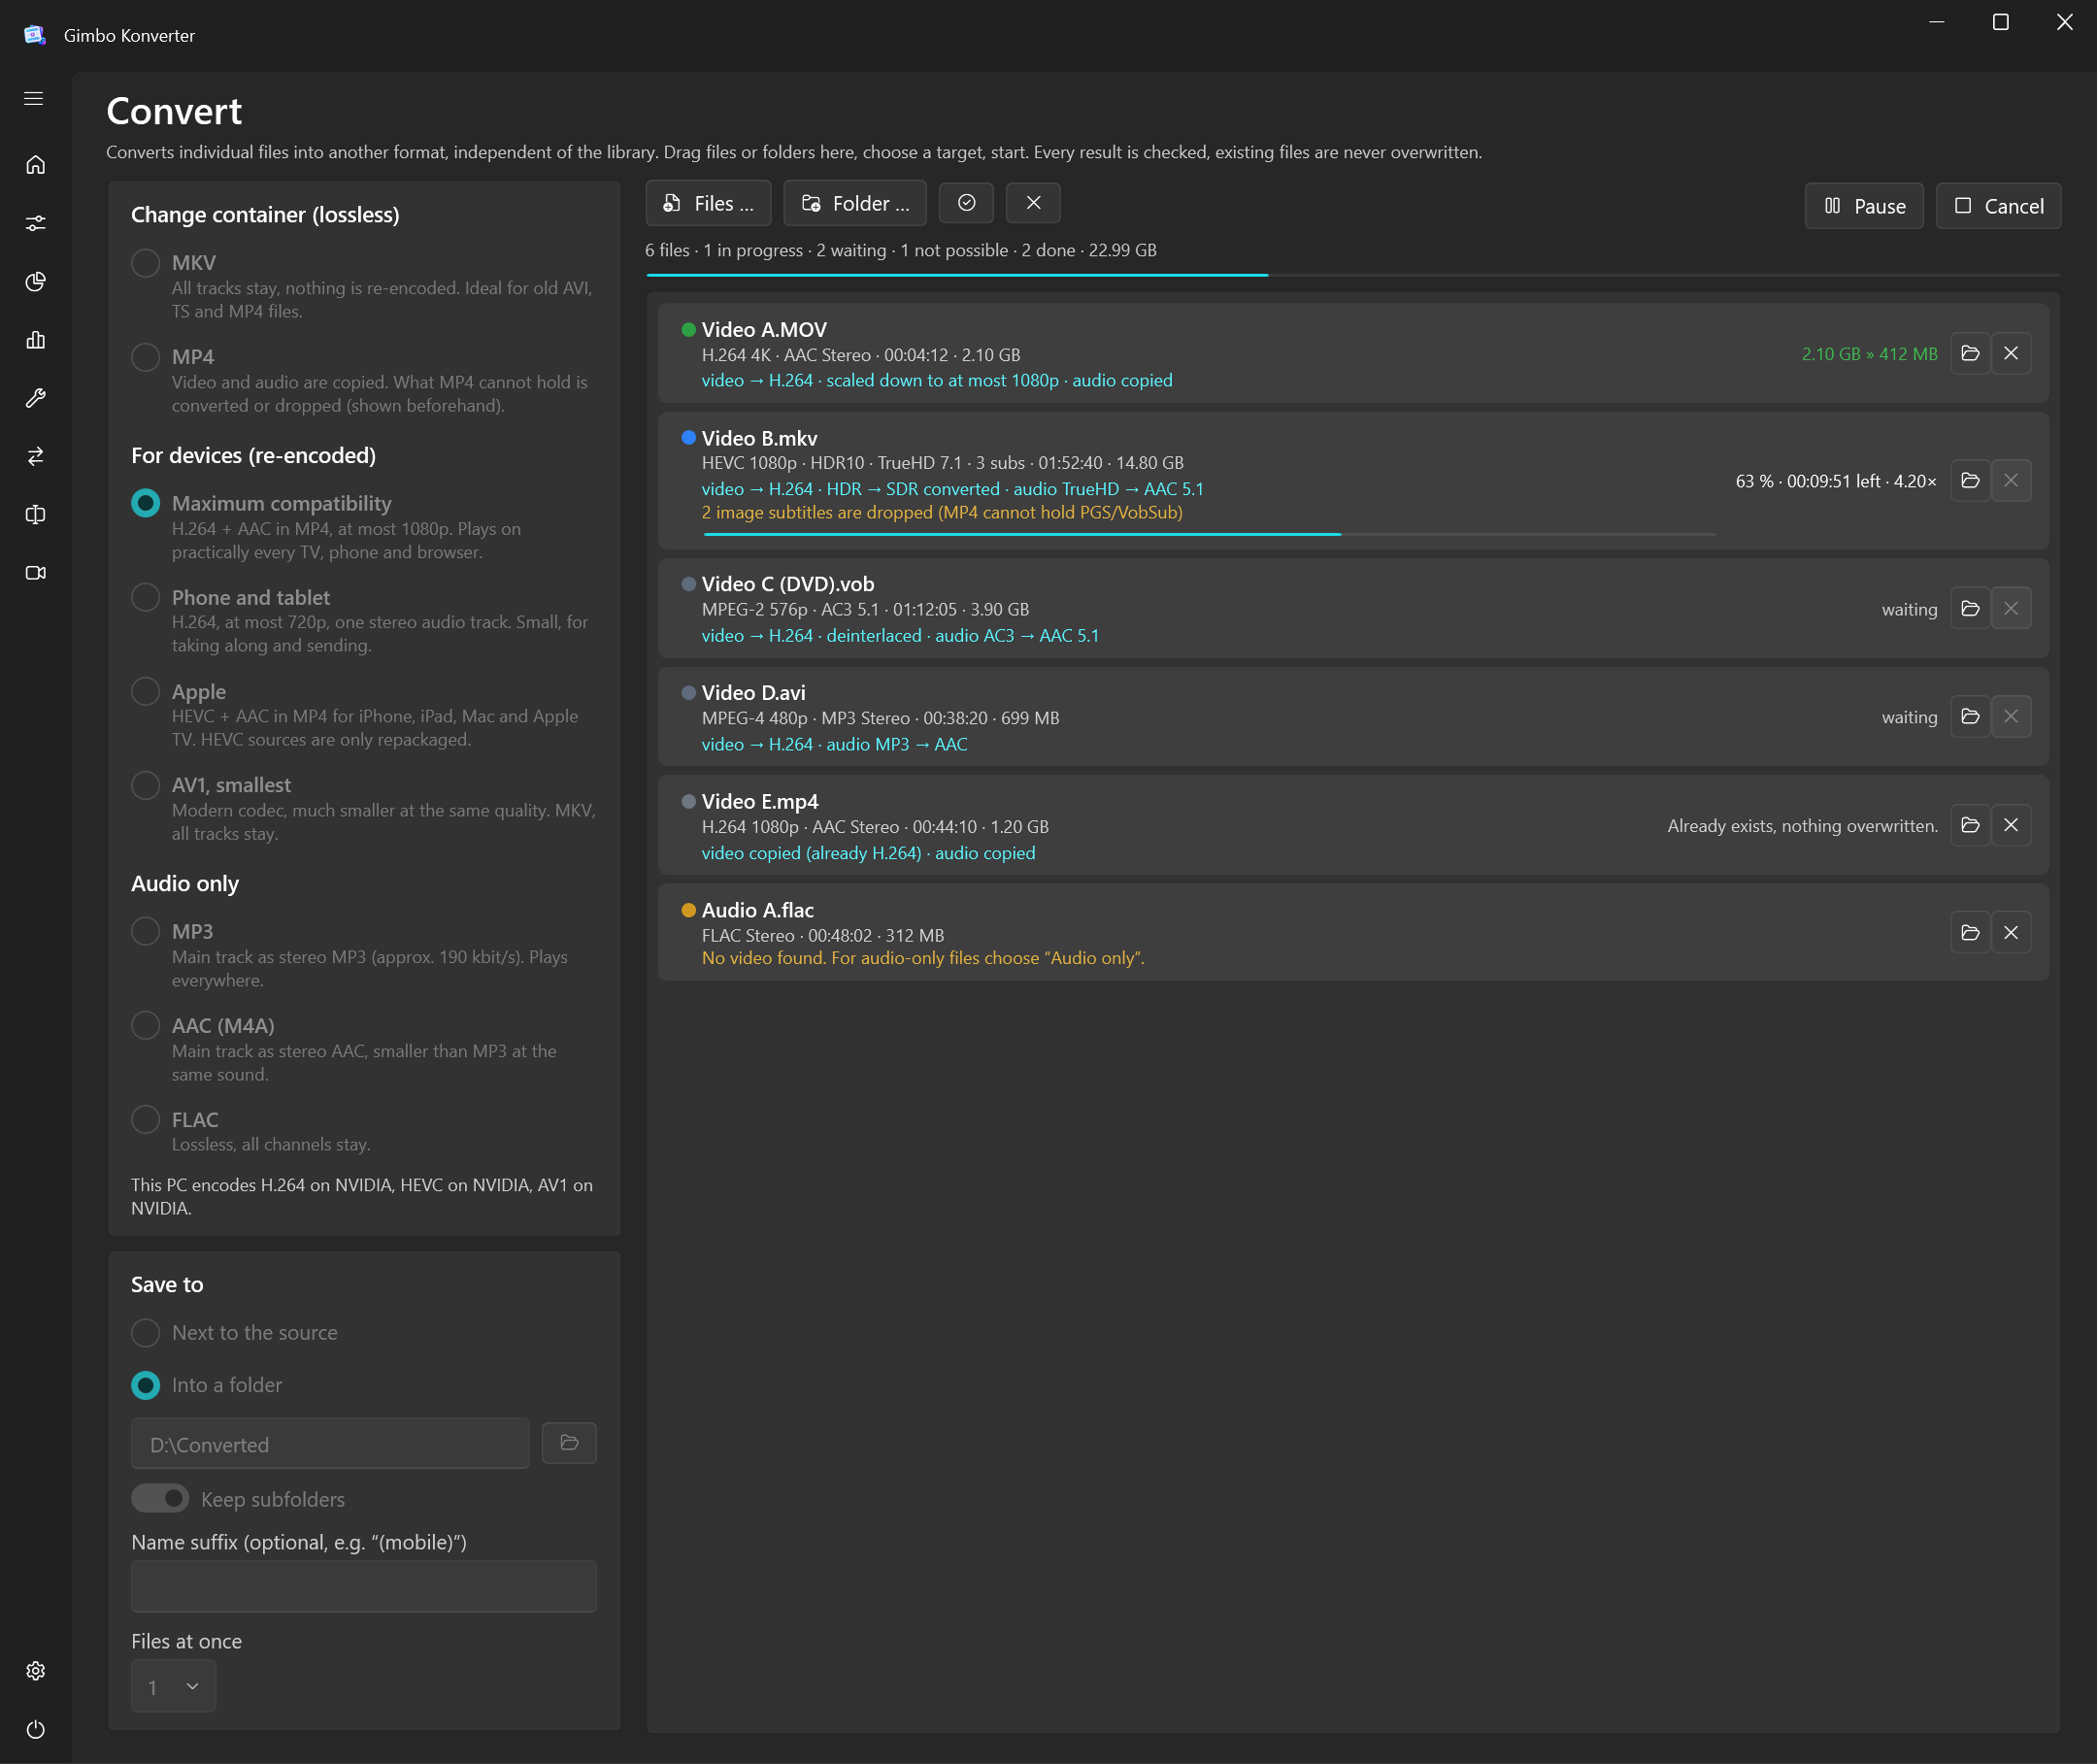 Gimbo Konverter
Convert
Converts individual files into another format, independent of the library. Drag files or folders here, choose a target, start. Every result is checked, existing files are never overwritten.
Change container (lossless)
MKV
All tracks stay, nothing is re-encoded. Ideal for old AVI,
TS and MP4 files.
MP4
Video and audio are copied. What MP4 cannot hold is
converted or dropped (shown beforehand).
For devices (re-encoded)
Maximum compatibility
H.264 + AAC in MP4, at most 1080p. Plays on
practically every TV, phone and browser.
Phone and tablet
H.264, at most 720p, one stereo audio track. Small, for
taking along and sending.
Apple
HEVC + AAC in MP4 for iPhone, iPad, Mac and Apple
TV. HEVC sources are only repackaged.
AV1, smallest
Modern codec, much smaller at the same quality. MKV,
all tracks stay.
Audio only
MP3
Main track as stereo MP3 (approx. 190 kbit/s). Plays
everywhere.
AAC (M4A)
Main track as stereo AAC, smaller than MP3 at the
same sound.
FLAC
Lossless, all channels stay.
This PC encodes H.264 on NVIDIA, HEVC on NVIDIA, AV1 on
NVIDIA.
Save to
Next to the source
Into a folder
D:\Converted
Keep subfolders
Name suffix (optional, e.g. “(mobile)”)
Files at once
1
Files ...
Folder ...
Pause
Cancel
6 files · 1 in progress · 2 waiting · 1 not possible · 2 done · 22.99 GB
Video A.MOV
H.264 4K · AAC Stereo · 00:04:12 · 2.10 GB
video → H.264 · scaled down to at most 1080p · audio copied
2.10 GB » 412 MB
Video B.mkv
HEVC 1080p · HDR10 · TrueHD 7.1 · 3 subs · 01:52:40 · 14.80 GB
video → H.264 · HDR → SDR converted · audio TrueHD → AAC 5.1
2 image subtitles are dropped (MP4 cannot hold PGS/VobSub)
63 % · 00:09:51 left · 4.20×
Video C (DVD).vob
MPEG-2 576p · AC3 5.1 · 01:12:05 · 3.90 GB
video → H.264 · deinterlaced · audio AC3 → AAC 5.1
waiting
Video D.avi
MPEG-4 480p · MP3 Stereo · 00:38:20 · 699 MB
video → H.264 · audio MP3 → AAC
waiting
Video E.mp4
H.264 1080p · AAC Stereo · 00:44:10 · 1.20 GB
video copied (already H.264) · audio copied
Already exists, nothing overwritten.
Audio A.flac
FLAC Stereo · 00:48:02 · 312 MB
No video found. For audio-only files choose “Audio only”.